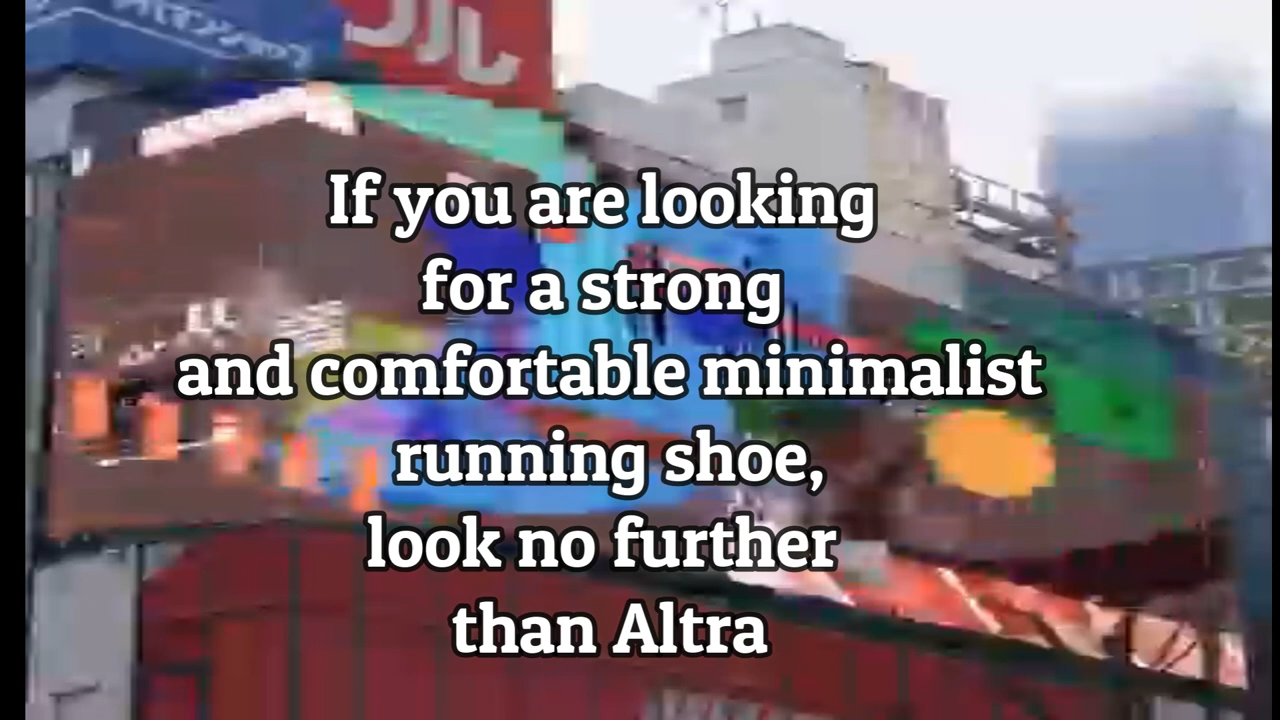 If you are looking
for a strong
and comfortable minimalist
running shoe,
look no further
than Altra